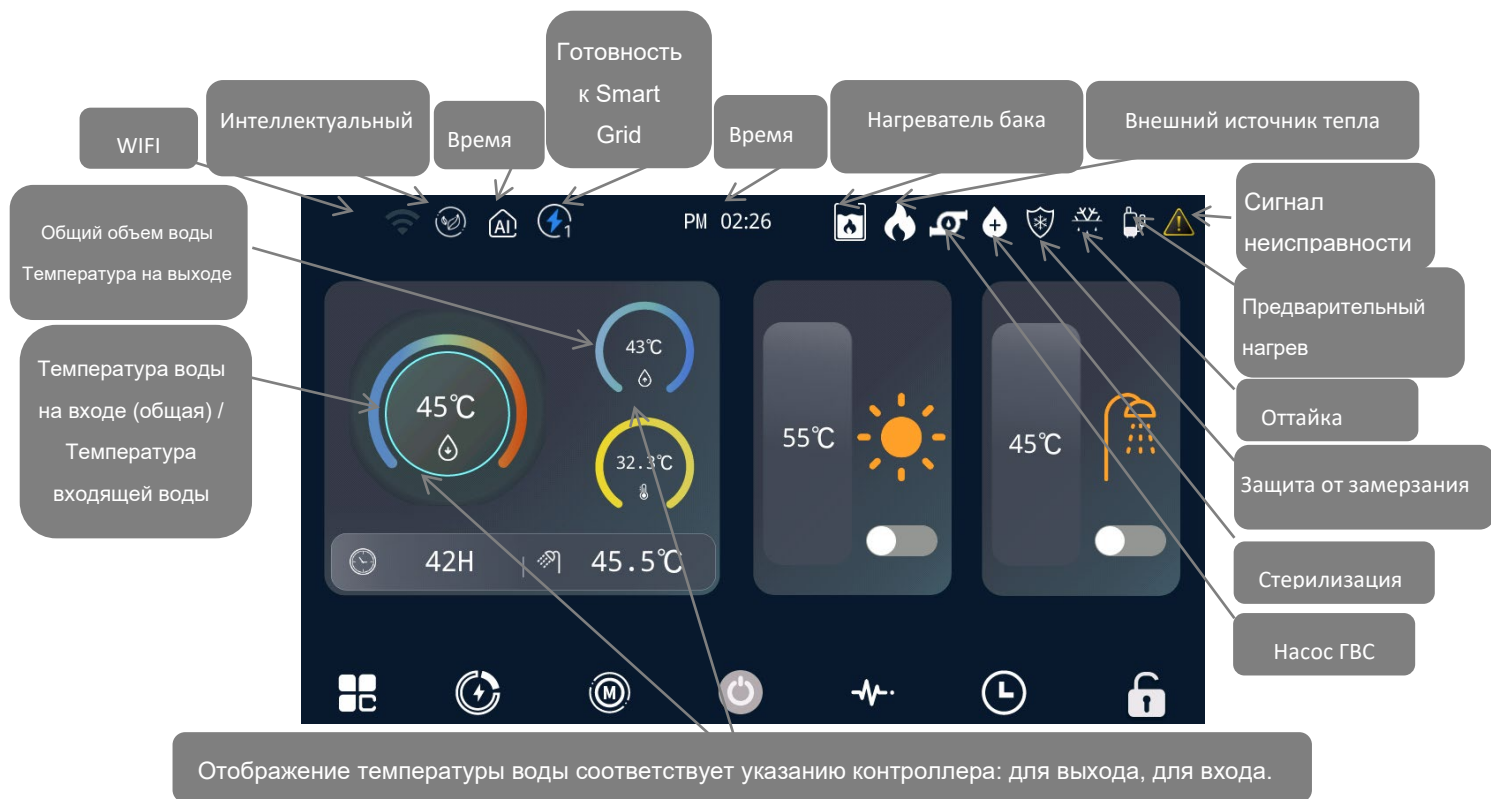 Готовность
к Smart
Grid
WIFI
Интеллектуальный
Время
Время
Нагреватель бака
Внешний источник тепла
Общий объем воды
Температура на выходе
Температура воды
на входе (общая) /
Температура
входящей воды
AI
1
PM 02:26
Сигнал
неисправности
Предварительный
нагрев
Оттайка
Защита от замерзания
Стерилизация
Насос ГВС
45℃
43℃
32.3℃
42H | 45.5℃
55℃
45℃
M
Отображение температуры воды соответствует указанию контроллера: для выхода, для входа.